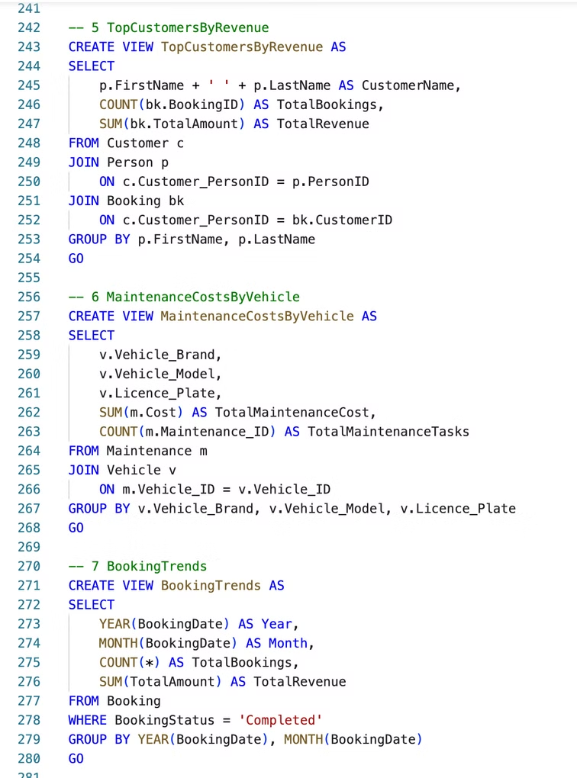 241
242 -- 5 TopCustomersByRevenue
243 CREATE VIEW TopCustomersByRevenue AS
244 SELECT
245     p.FirstName + ' ' + p.LastName AS CustomerName,
246     COUNT(bk.BookingID) AS TotalBookings,
247     SUM(bk.TotalAmount) AS TotalRevenue
248 FROM Customer c
249 JOIN Person p
250     ON c.Customer_PersonID = p.PersonID
251 JOIN Booking bk
252     ON c.Customer_PersonID = bk.CustomerID
253 GROUP BY p.FirstName, p.LastName
254 GO
255
256 -- 6 MaintenanceCostsByVehicle
257 CREATE VIEW MaintenanceCostsByVehicle AS
258 SELECT
259     v.Vehicle_Brand,
260     v.Vehicle_Model,
261     v.Licence_Plate,
262     SUM(m.Cost) AS TotalMaintenanceCost,
263     COUNT(m.Maintenance_ID) AS TotalMaintenanceTasks
264 FROM Maintenance m
265 JOIN Vehicle v
266     ON m.Vehicle_ID = v.Vehicle_ID
267 GROUP BY v.Vehicle_Brand, v.Vehicle_Model, v.Licence_Plate
268 GO
269
270 -- 7 BookingTrends
271 CREATE VIEW BookingTrends AS
272 SELECT
273     YEAR(BookingDate) AS Year,
274     MONTH(BookingDate) AS Month,
275     COUNT(*) AS TotalBookings,
276     SUM(TotalAmount) AS TotalRevenue
277 FROM Booking
278 WHERE BookingStatus = 'Completed'
279 GROUP BY YEAR(BookingDate), MONTH(BookingDate)
280 GO
281